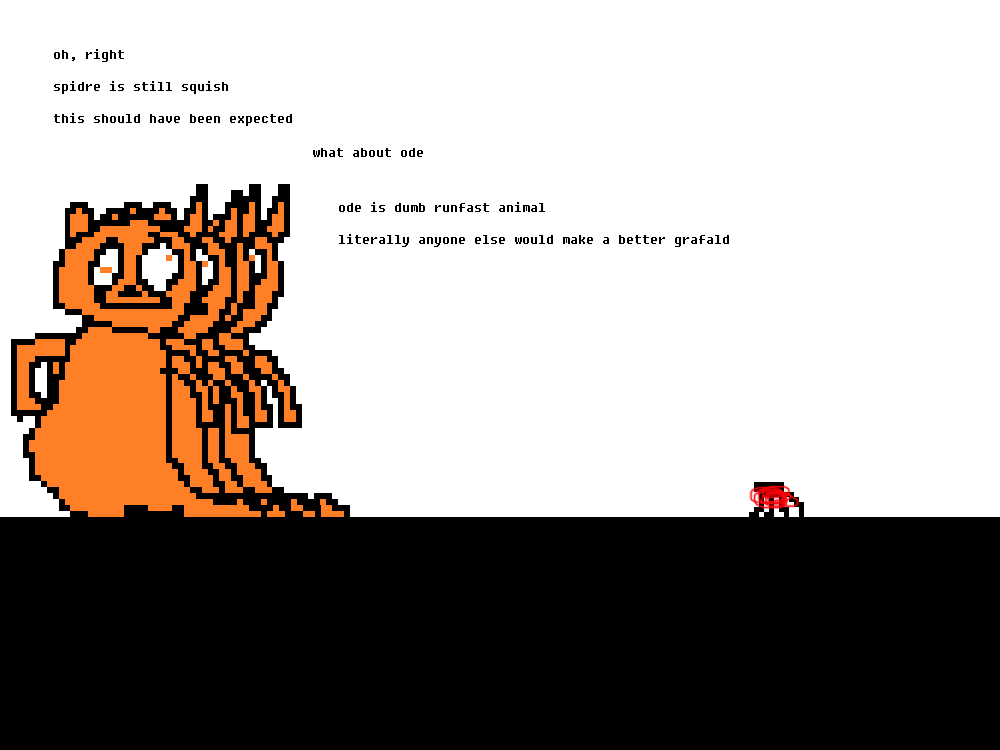 oh, right
spidre is still squish
this should have been expected
what about ode
ode is dumb runfast animal
literally anyone else would make a better grafald